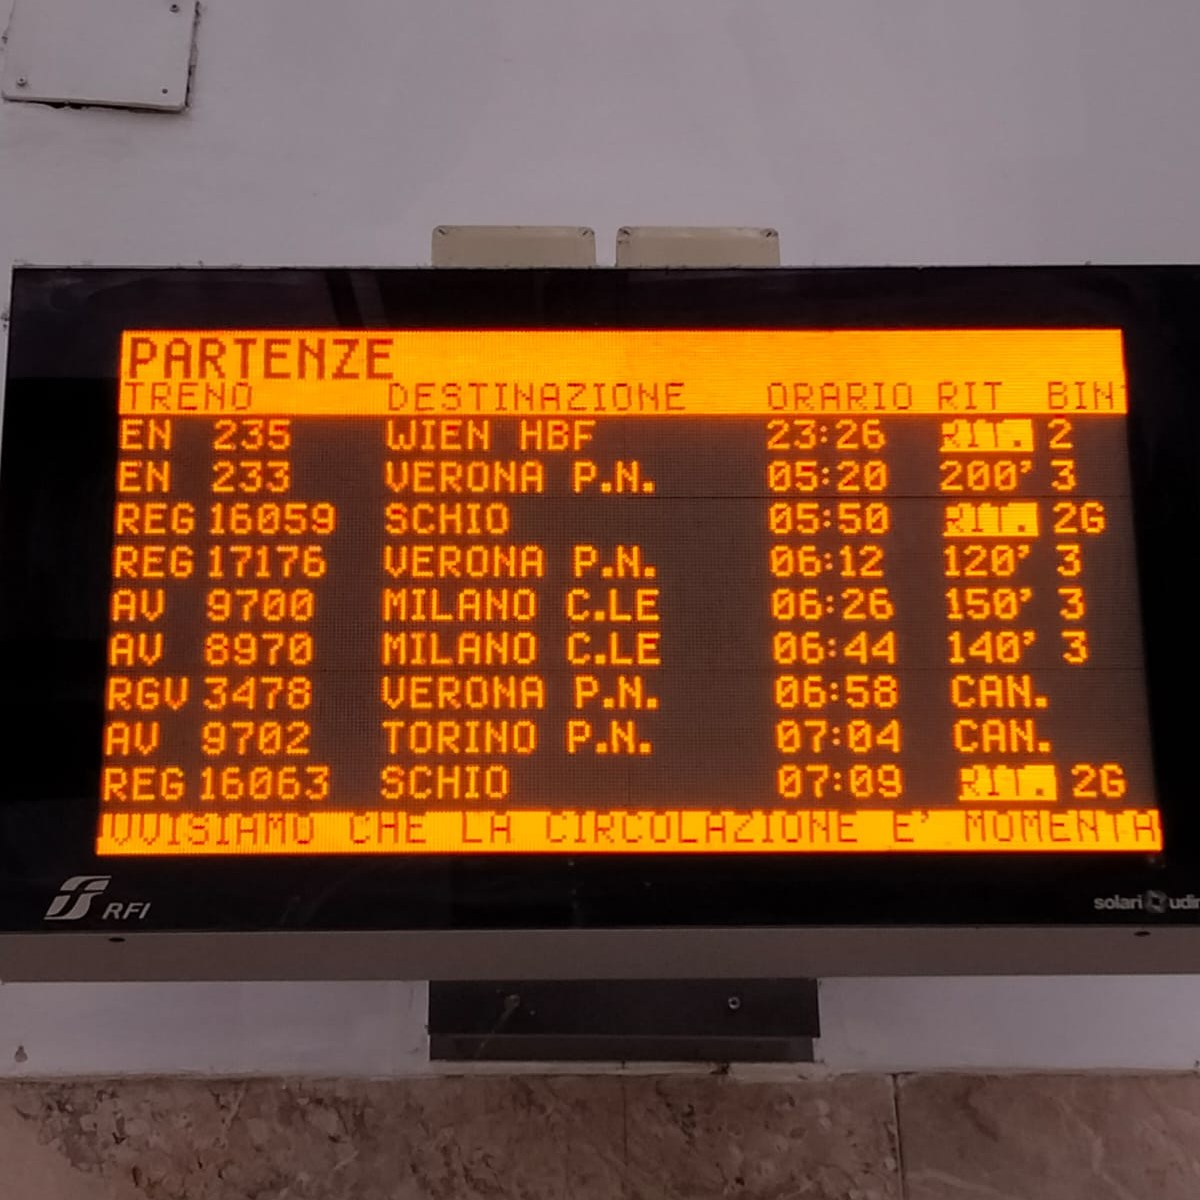 PARTENZE
TRENO DESTINAZIONE ORARIO RIT BIN
EN 235 WIEN HBF 23:26 RIT. 2
EN 233 VERONA P.N. 05:20 200' 3
REG 16059 SCHIO 05:50 RIT. 2G
REG 17176 VERONA P.N. 06:12 120' 3
AV 9700 MILANO C.LE 06:26 150' 3
AV 8970 MILANO C.LE 06:44 140' 3
RGV 3478 VERONA P.N. 06:58 CAN.
AV 9702 TORINO P.N. 07:04 CAN.
REG 16063 SCHIO 07:09 RIT. 2G
VVISIAMO CHE LA CIRCOLAZIONE E' MOMENTA
RFI
solari udin